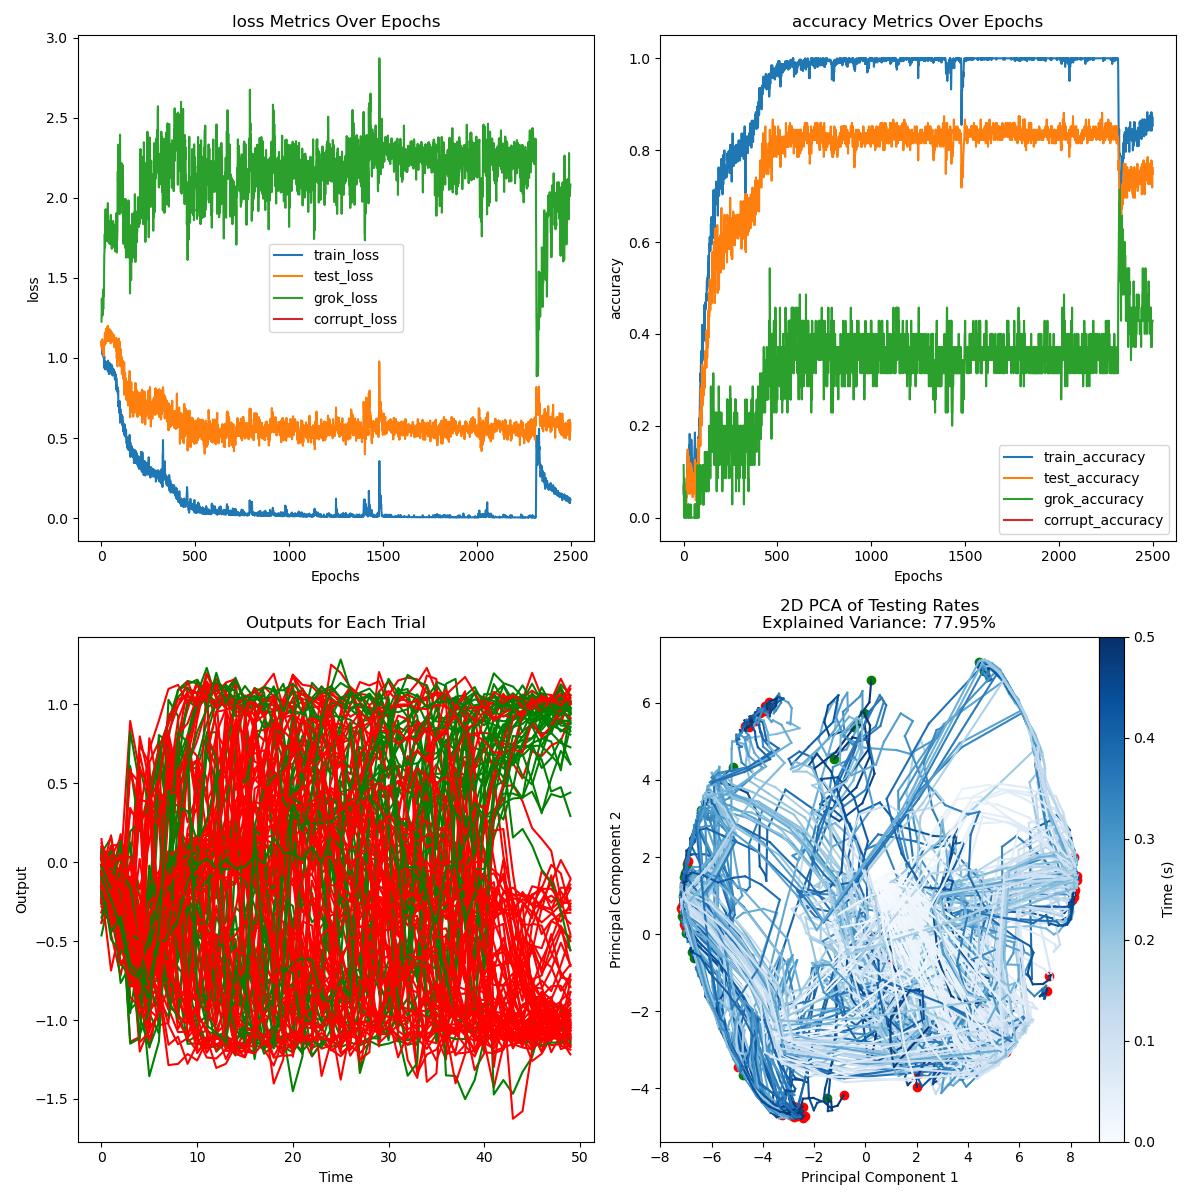 loss Metrics Over Epochs
3.0
2.5
2.0
1.5
1.0
0.5
0.0
loss
train_loss
test_loss
grok_loss
corrupt_loss
0 500 1000 1500 2000 2500
Epochs
accuracy Metrics Over Epochs
1.0
0.8
0.6
0.4
0.2
0.0
accuracy
train_accuracy
test_accuracy
grok_accuracy
corrupt_accuracy
0 500 1000 1500 2000 2500
Epochs
Outputs for Each Trial
1.0
0.5
0.0
−0.5
−1.0
−1.5
Output
0 10 20 30 40 50
Time
2D PCA of Testing Rates
Explained Variance: 77.95%
6
4
2
0
−2
−4
Principal Component 2
−8 −6 −4 −2 0 2 4 6 8
Principal Component 1
0.5
0.4
0.3
0.2
0.1
0.0
Time (s)